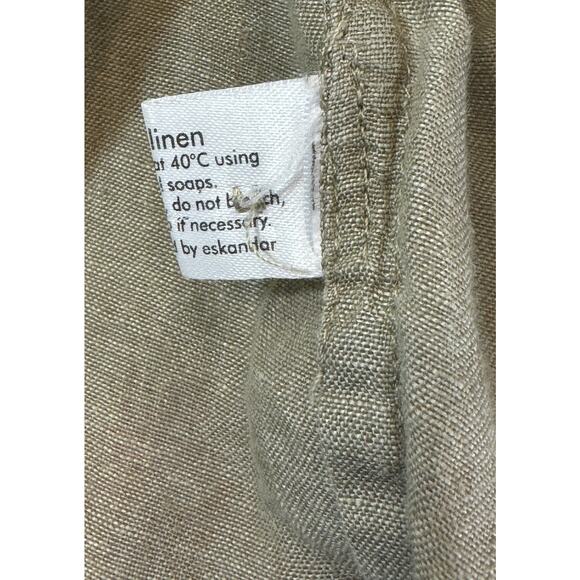 linen
at 40°C using
soaps.
do not bleach,
if necessary.
by eskandar